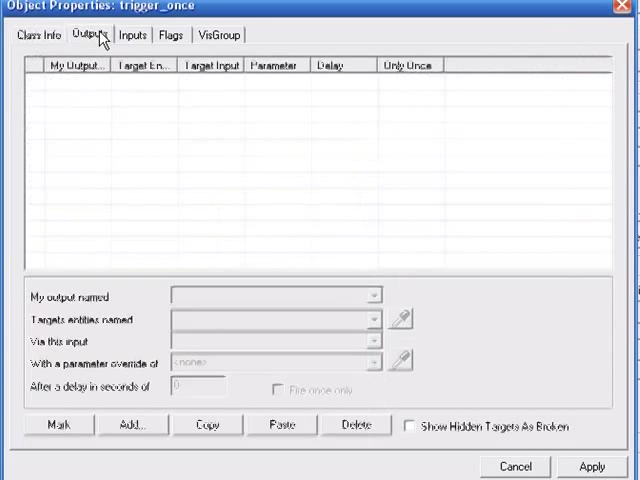 Object Properties: trigger_once
Class Info Outputs Inputs Flags VisGroup
My Output... Target En... Target Input Parameter Delay Only Once
My output named
Targets entities named
Via this input
With a parameter override of <none>
After a delay in seconds of 0 Fire once only
Mark Add... Copy Paste Delete Show Hidden Targets As Broken
Cancel Apply